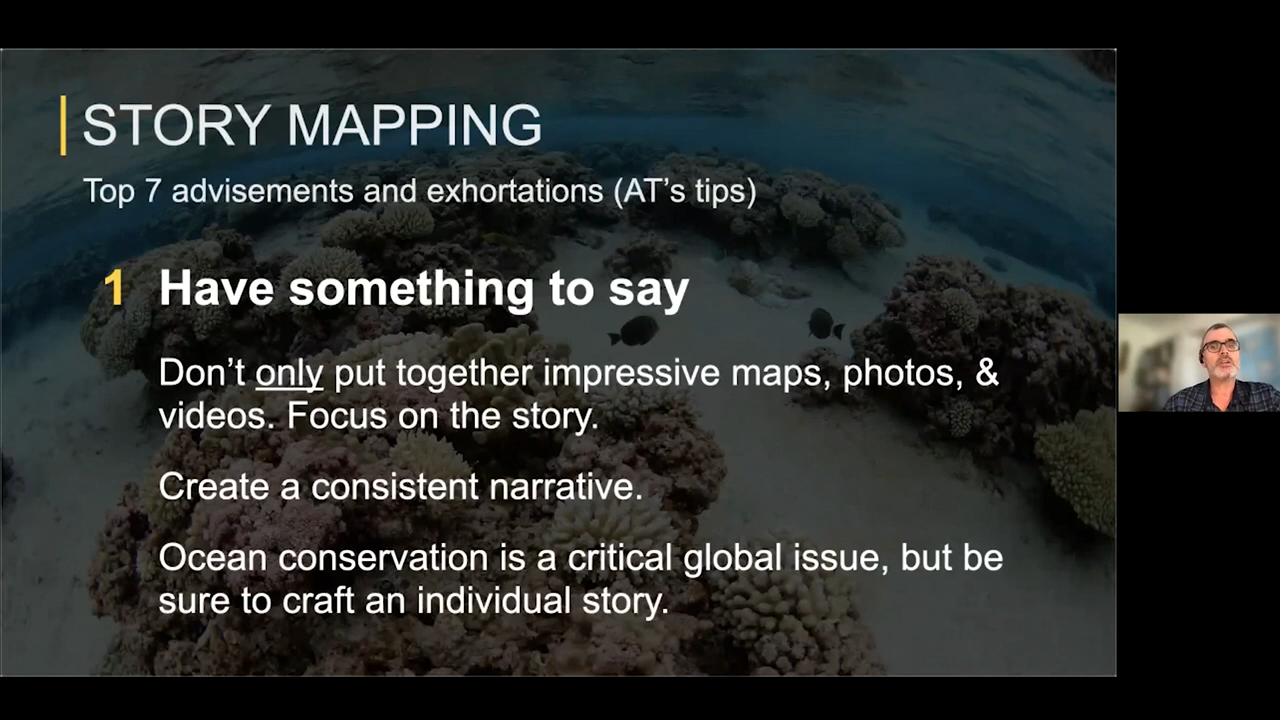 STORY MAPPING
Top 7 advisements and exhortations (AT’s tips)
1 Have something to say
Don’t only put together impressive maps, photos, &
videos. Focus on the story.
Create a consistent narrative.
Ocean conservation is a critical global issue, but be
sure to craft an individual story.